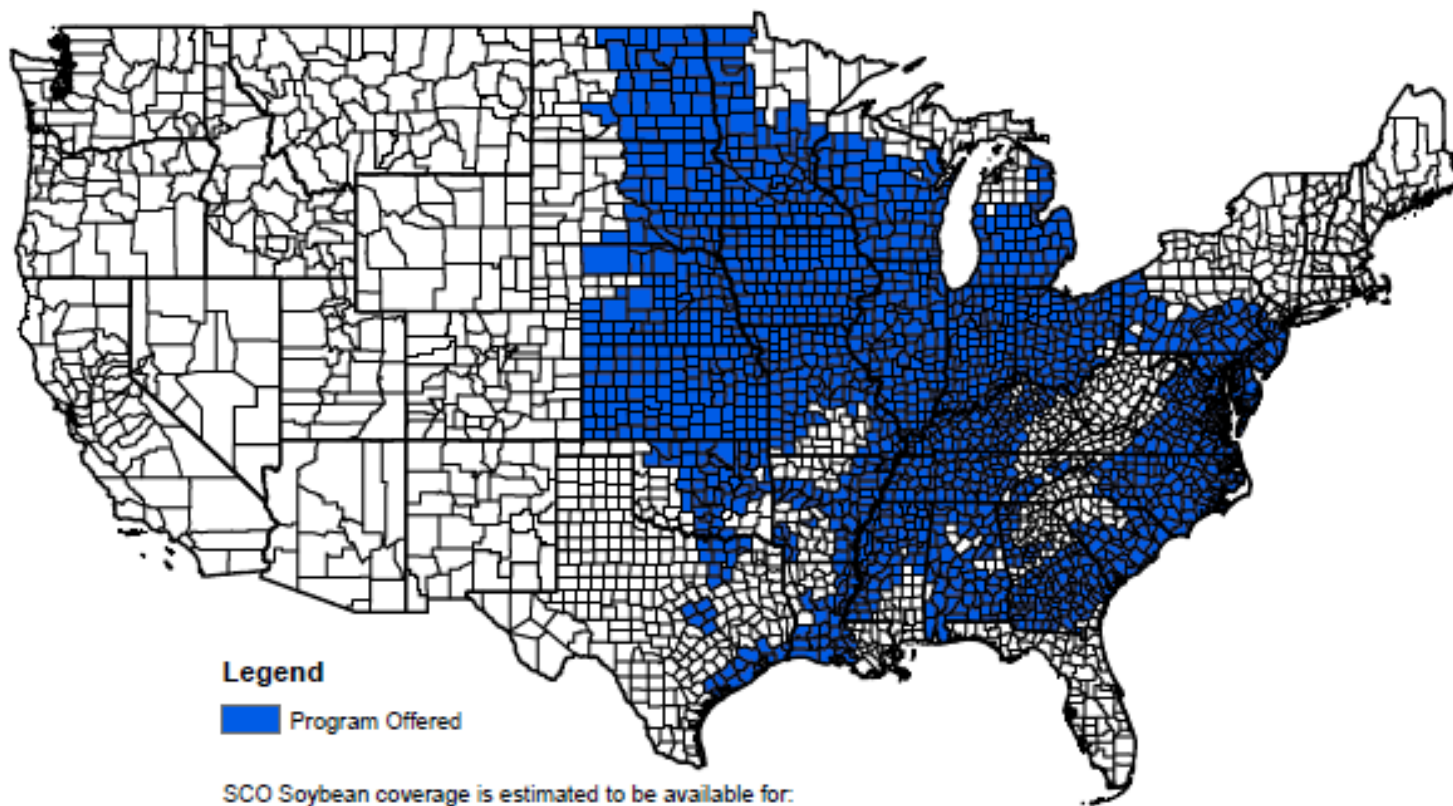 Legend
Program Offered
SCO Soybean coverage is estimated to be available for: